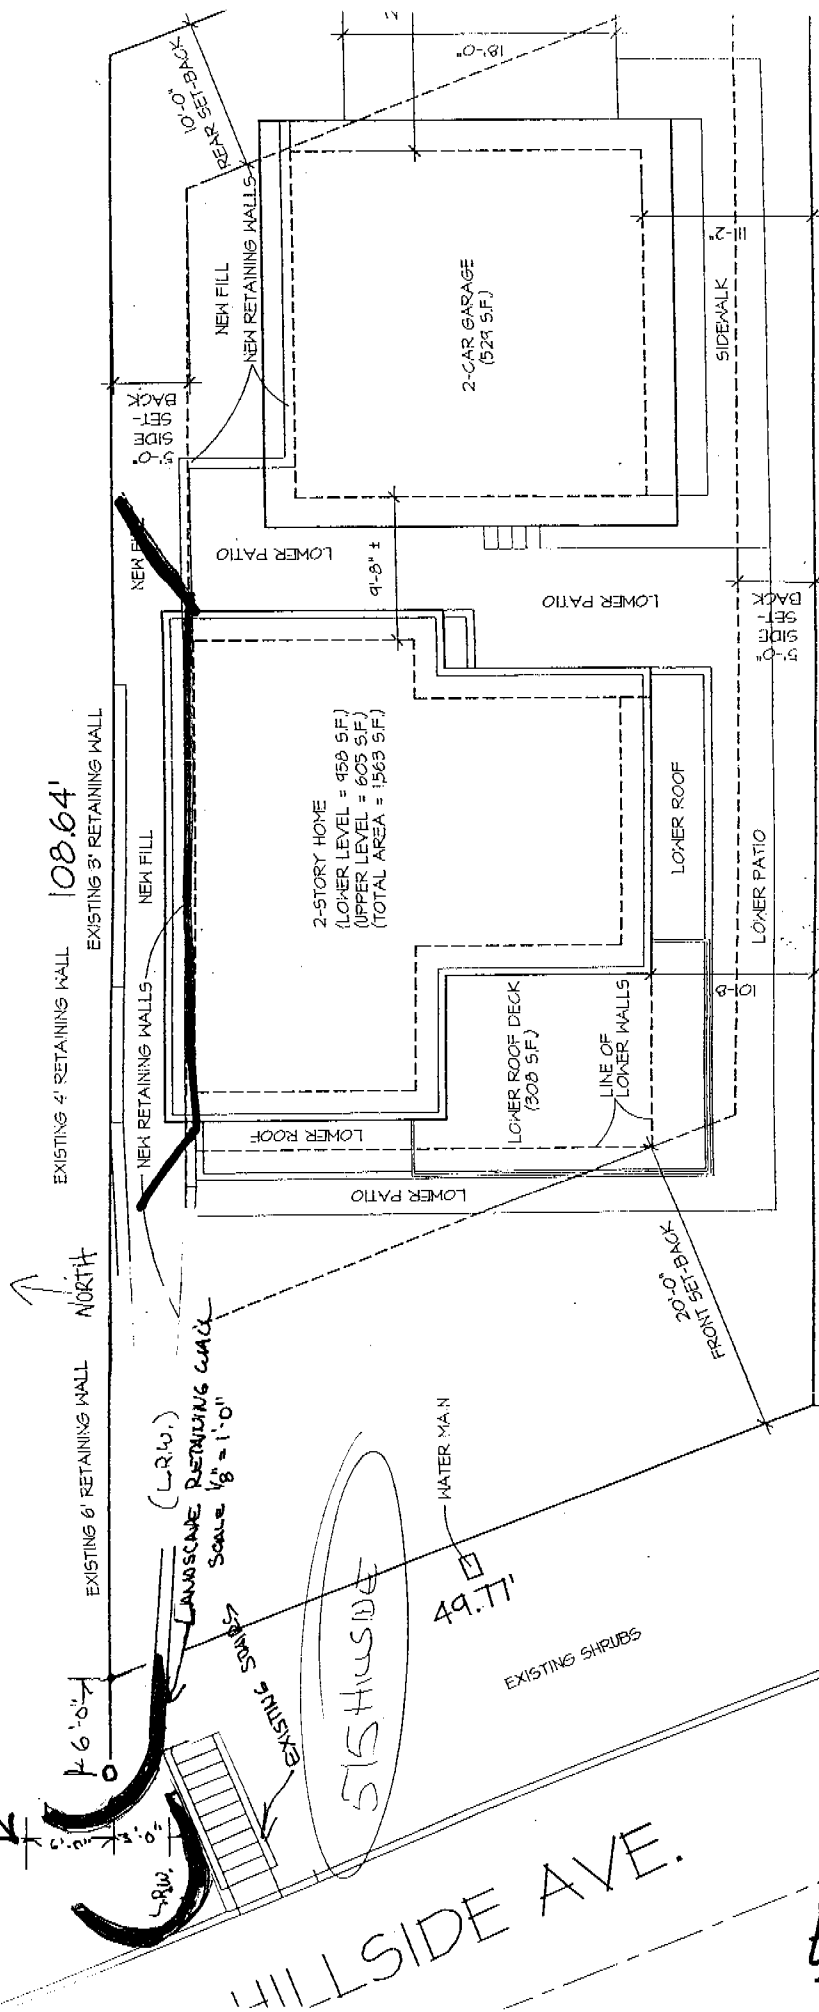 10'-0"
REAR SET-BACK
18'-0"
N
NEW FILL
NEW RETAINING WALLS
2-CAR GARAGE
(529 S.F.)
11'-2"
SIDEWALK
5'-0"
SIDE
SET-
BACK
NEW
LOWER PATIO
9'-8" ±
LOWER PATIO
5'-0"
SIDE
SET-
BACK
108.64'
EXISTING 3' RETAINING WALL
EXISTING 4' RETAINING WALL
NEW FILL
NEW RETAINING WALLS
2-STORY HOME
(LOWER LEVEL = 958 S.F.)
(UPPER LEVEL = 605 S.F.)
(TOTAL AREA = 1,563 S.F.)
LOWER ROOF
LOWER PATIO
10'-8
LOWER ROOF DECK
(308 S.F.)
LINE OF
LOWER WALLS
LOWER ROOF
LOWER PATIO
NORTH
20'-0"
FRONT SET-BACK
EXISTING 6' RETAINING WALL
(L.R.W.)
LANDSCAPE RETAINING WALL
SCALE 1/8" = 1'-0"
WATER MAIN
49.77'
EXISTING SHRUBS
EXISTING STAIRS
515 HILLSIDE
6'-0"
L.R.W.
HILLSIDE AVE.